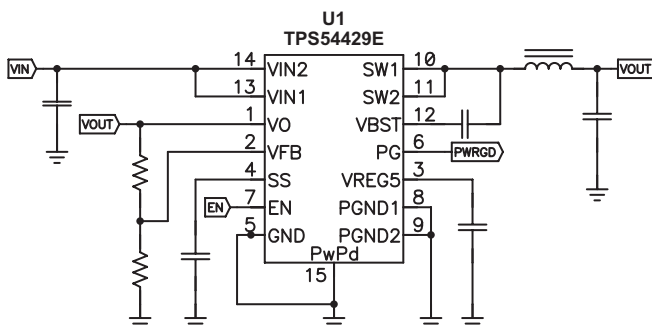 U1
TPS54429E
VIN
14 VIN2 SW1 10
VOUT
13 VIN1 SW2 11
VOUT
1 VO VBST 12
2 VFB PG 6
PWRGD
4 SS VREG5 3
EN
7 EN PGND1 8
5 GND PGND2 9
PwPd
15